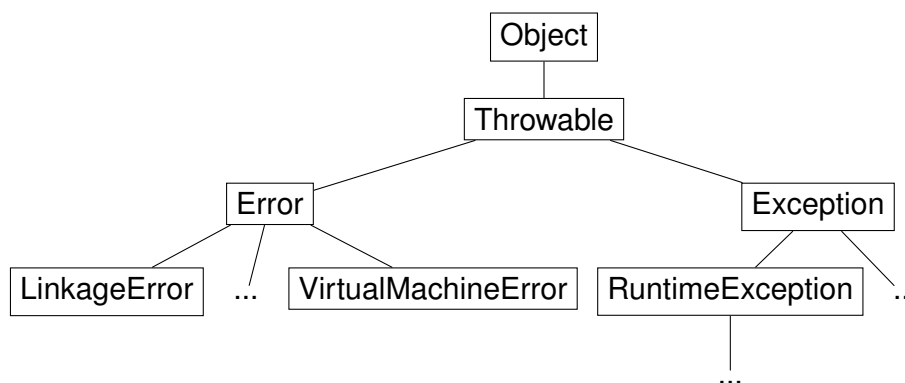 Object
Throwable
Error
Exception
LinkageError
...
VirtualMachineError
RuntimeException
..
...